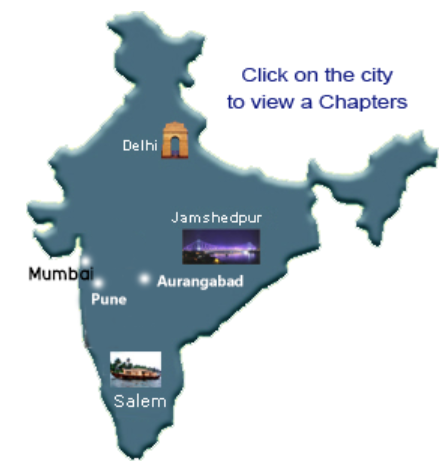 Click on the city
to view a Chapters
Delhi
Jamshedpur
Mumbai
Aurangabad
Pune
Salem